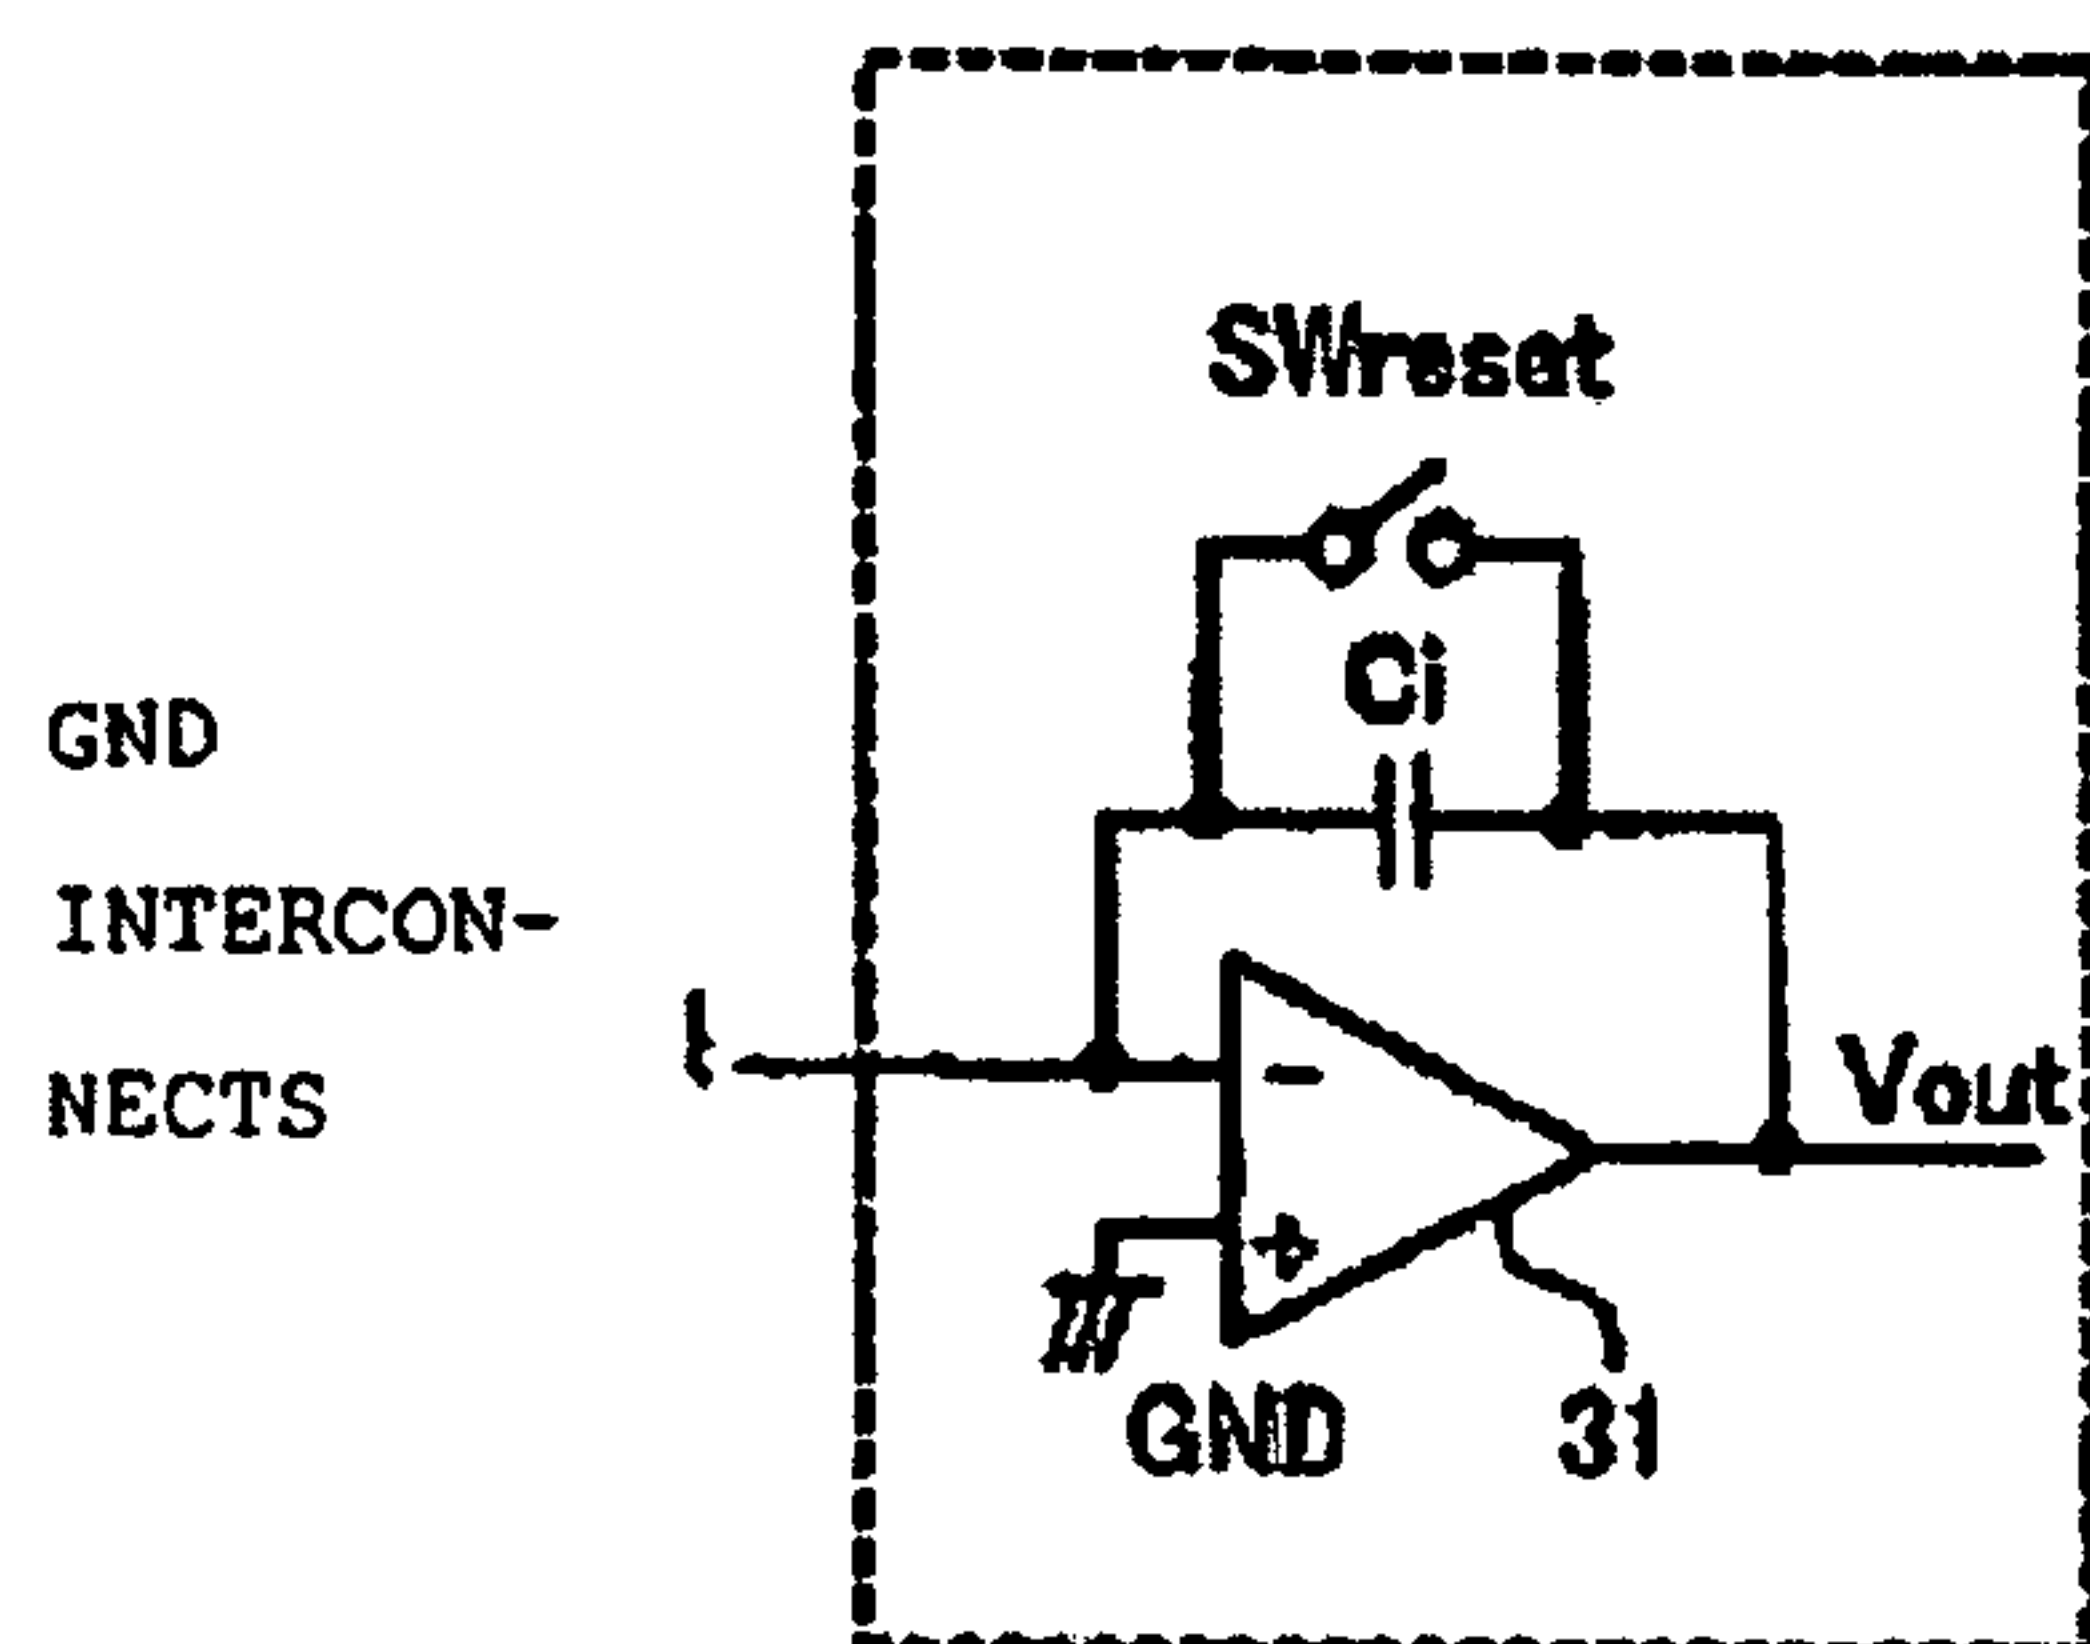 SWreset
Ci
GND
INTERCON-
NECTS
-
Vout
+
GND
31